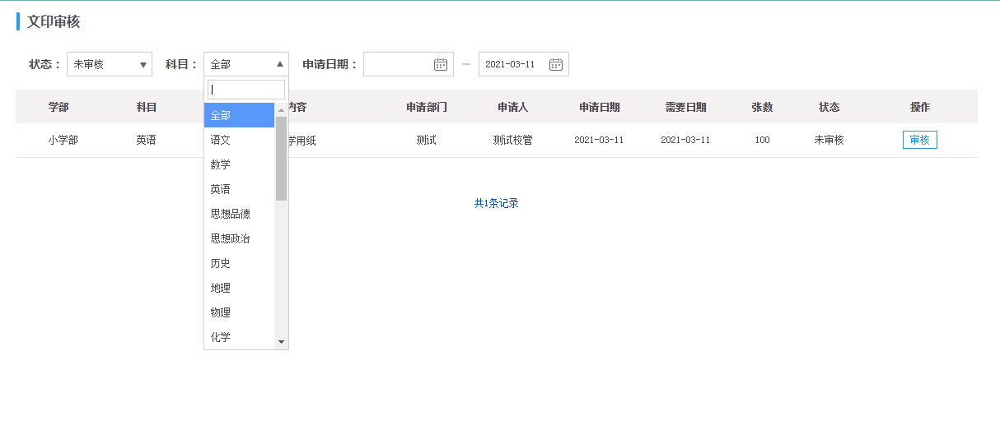 文印审核
状态： 未审核 科目： 全部 申请日期： 2021-03-11
学部 科目 内容 申请部门 申请人 申请日期 需要日期 张数 状态 操作
小学部 英语 学用纸 测试 测试校管 2021-03-11 2021-03-11 100 未审核 审核
全部
语文
数学
英语
思想品德
思想政治
历史
地理
物理
化学
共1条记录